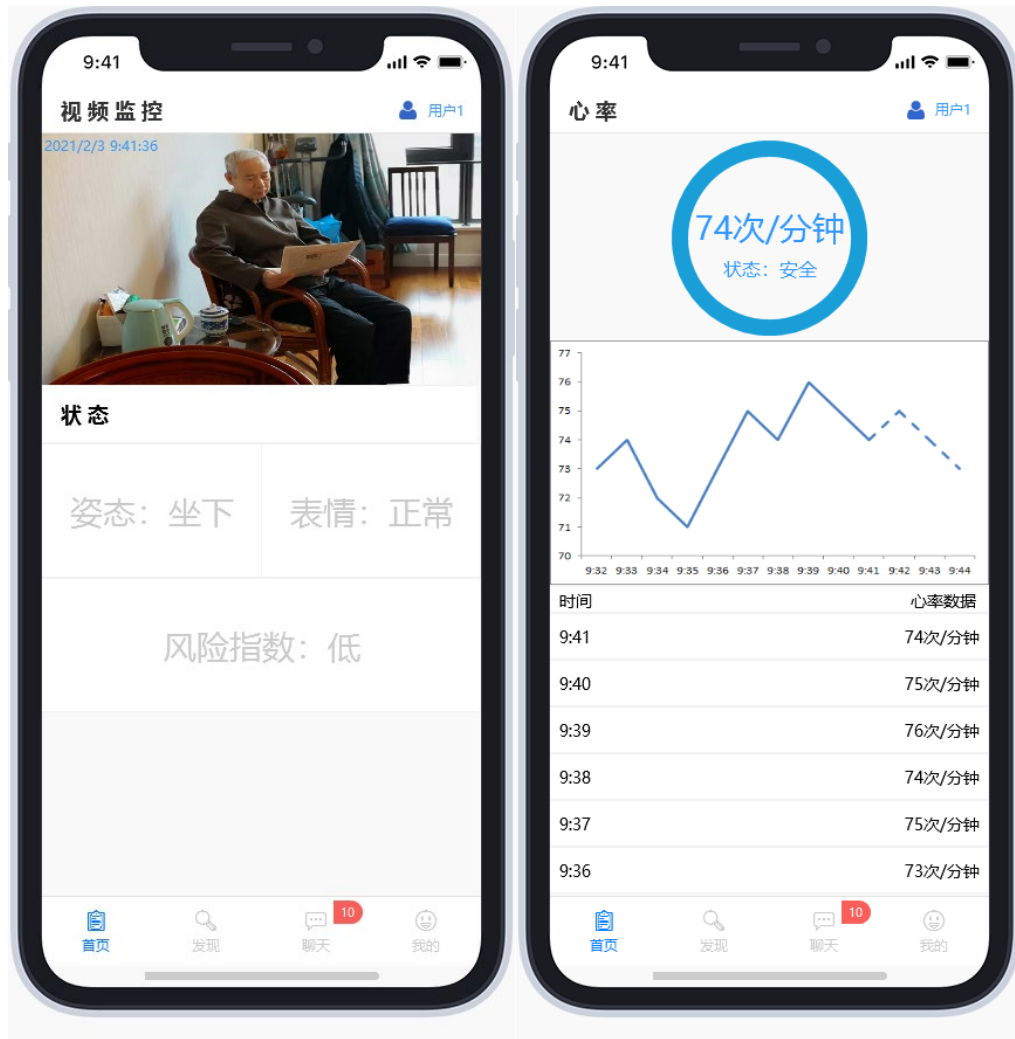 9:41
视频监控
用户1
2021/2/3 9:41:36
状态
姿态：坐下
表情：正常
风险指数：低
首页
发现
10
聊天
我的
9:41
心率
用户1
74次/分钟
状态：安全
77
76
75
74
73
72
71
70
9:32 9:33 9:34 9:35 9:36 9:37 9:38 9:39 9:40 9:41 9:42 9:43 9:44
时间 心率数据
9:41 74次/分钟
9:40 75次/分钟
9:39 76次/分钟
9:38 74次/分钟
9:37 75次/分钟
9:36 73次/分钟
首页
发现
10
聊天
我的